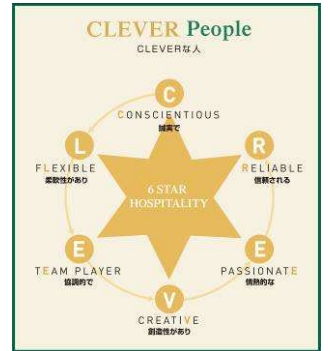 CLEVER People
CLEVERな人
C
CONSCIENTIOUS
誠実で
L
FLEXIBLE
柔軟性があり
E
TEAM PLAYER
協調的で
V
CREATIVE
創造性があり
E
PASSIONATE
情熱的な
R
RELIABLE
信頼される
6 STAR
HOSPITALITY